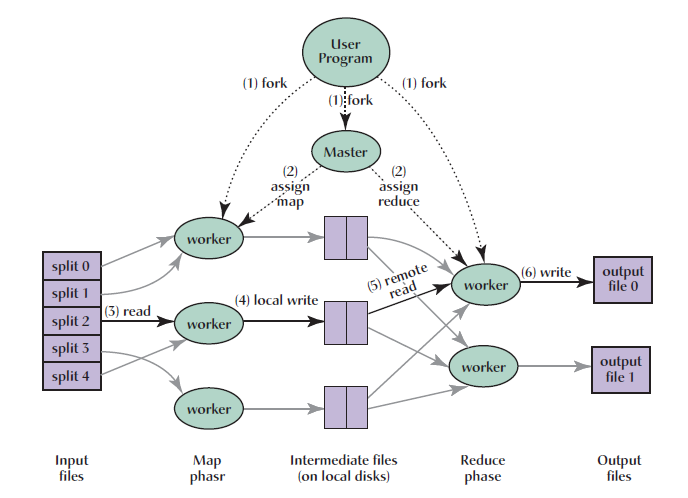 User
Program
(1) fork
(1) fork
(1) fork
Master
(2)
assign
map
(2)
assign
reduce
worker
split 0
split 1
split 2
split 3
split 4
(3) read
worker
(4) local write
worker
(5) remote
read
worker
(6) write
output
file 0
worker
output
file 1
Input
files
Map
phasr
Intermediate files
(on local disks)
Reduce
phase
Output
files